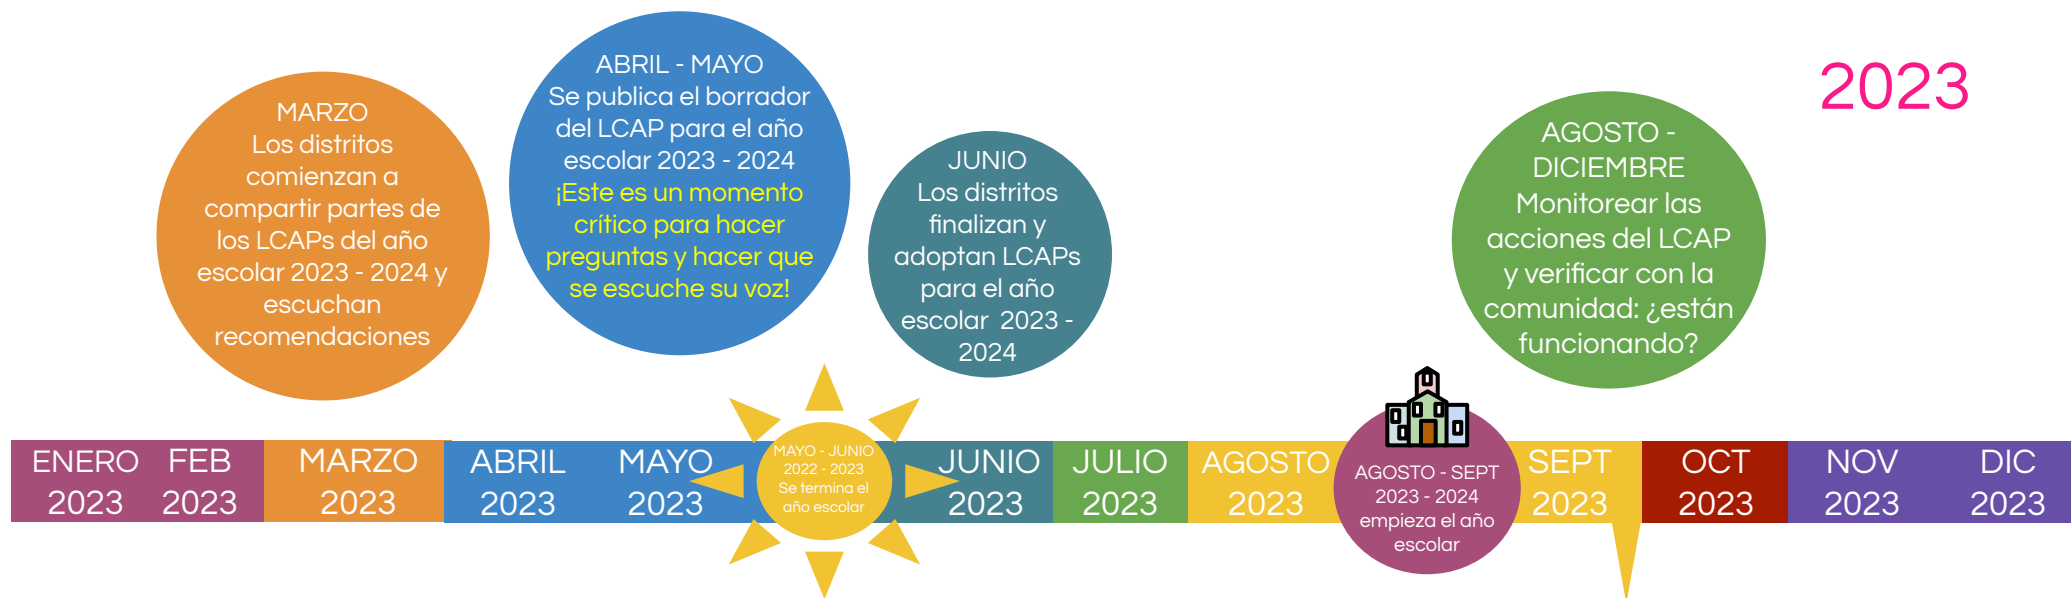 2023
MARZO
Los distritos
comienzan a
compartir partes de
los LCAPs del año
escolar 2023 - 2024 y
escuchan
recomendaciones
ABRIL - MAYO
Se publica el borrador
del LCAP para el año
escolar 2023 - 2024
¡Este es un momento
crítico para hacer
preguntas y hacer que
se escuche su voz!
JUNIO
Los distritos
finalizan y
adoptan LCAPs
para el año
escolar 2023 -
2024
AGOSTO -
DICIEMBRE
Monitorear las
acciones del LCAP
y verificar con la
comunidad: ¿están
funcionando?
ENERO
2023
FEB
2023
MARZO
2023
ABRIL
2023
MAYO
2023
MAYO - JUNIO
2022 - 2023
Se termina el
año escolar
JUNIO
2023
JULIO
2023
AGOSTO
2023
AGOSTO - SEPT
2023 - 2024
empieza el año
escolar
SEPT
2023
OCT
2023
NOV
2023
DIC
2023